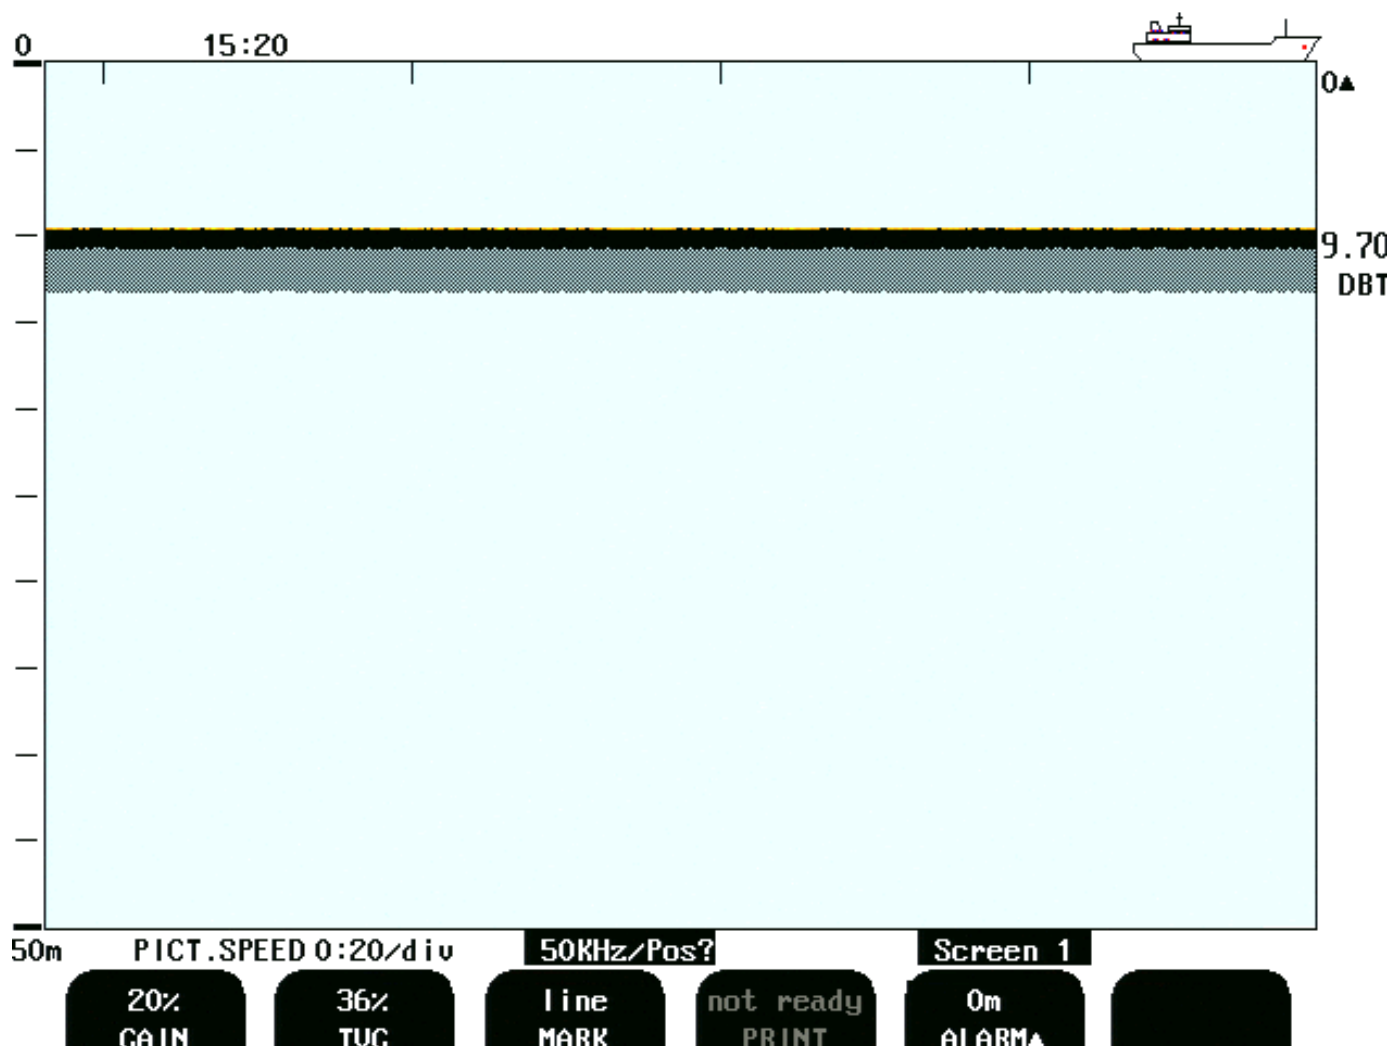 0 15:20
0▲
9.70
DBT
50m PICT.SPEED 0:20/div 50KHz/Pos? Screen 1
20% 36% line not ready 0m
GAIN TVG MARK PRINT ALARM▲